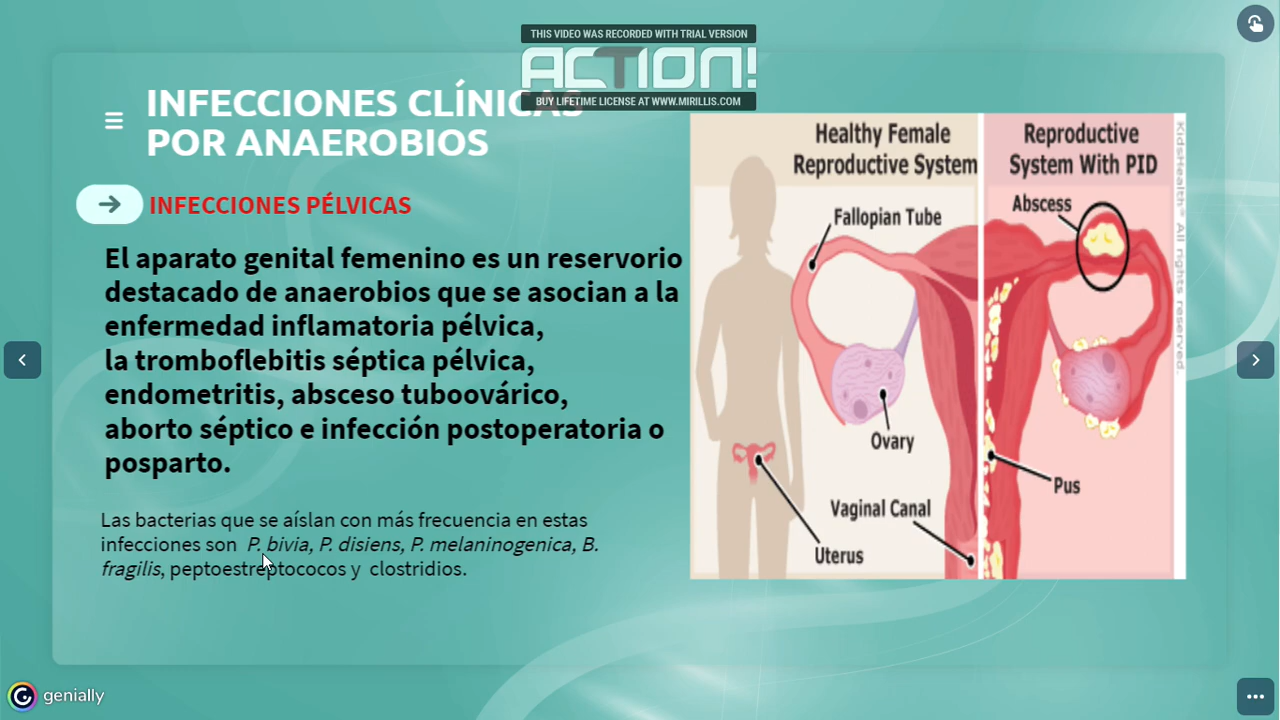 THIS VIDEO WAS RECORDED WITH TRIAL VERSION
ACTION!
BUY LIFETIME LICENSE AT WWW.MIRILLIS.COM
INFECCIONES CLÍNICAS
POR ANAEROBIOS
INFECCIONES PÉLVICAS
El aparato genital femenino es un reservorio
destacado de anaerobios que se asocian a la
enfermedad inflamatoria pélvica,
la tromboflebitis séptica pélvica,
endometritis, absceso tuboovárico,
aborto séptico e infección postoperatoria o
posparto.
Las bacterias que se aíslan con más frecuencia en estas
infecciones son P. bivia, P. disiens, P. melaninogenica, B.
fragilis, peptoestreptococos y clostridios.
Healthy Female
Reproductive System
Fallopian Tube
Ovary
Vaginal Canal
Uterus
Reproductive
System With PID
Abscess
Pus
KidsHealth® All rights reserved.
genially